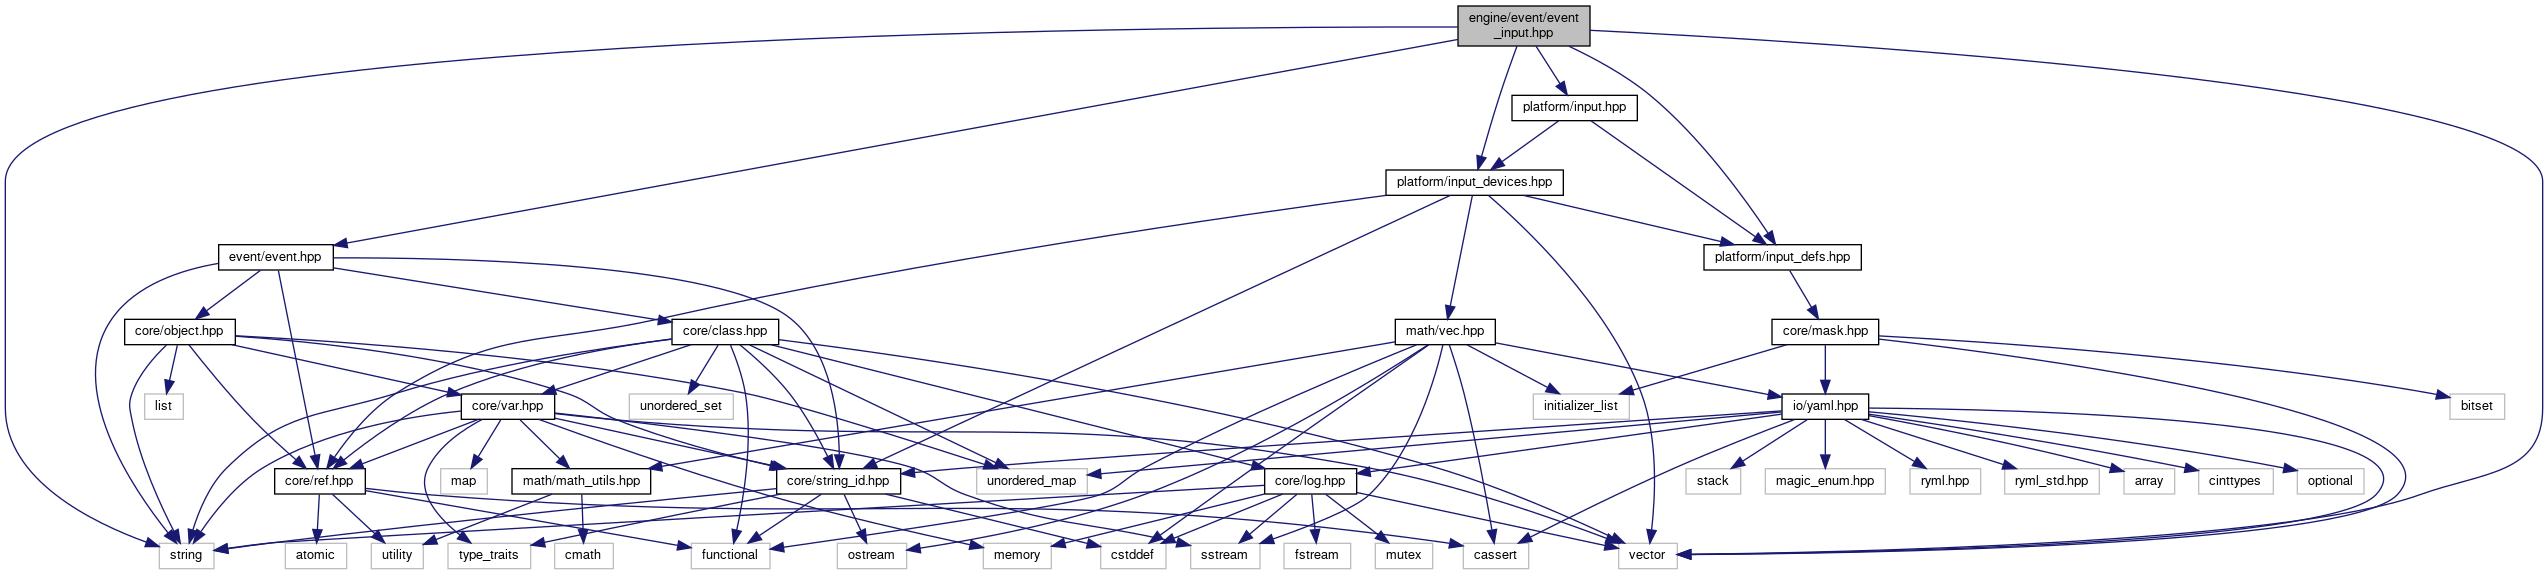 engine/event/event
_input.hpp
platform/input.hpp
platform/input_devices.hpp
event/event.hpp
platform/input_defs.hpp
core/object.hpp
core/class.hpp
math/vec.hpp
core/mask.hpp
list
core/var.hpp
unordered_set
initializer_list
io/yaml.hpp
bitset
core/ref.hpp
map
math/math_utils.hpp
core/string_id.hpp
unordered_map
core/log.hpp
stack
magic_enum.hpp
ryml.hpp
ryml_std.hpp
array
cinttypes
optional
string
atomic
utility
type_traits
cmath
functional
ostream
memory
cstddef
sstream
fstream
mutex
cassert
vector